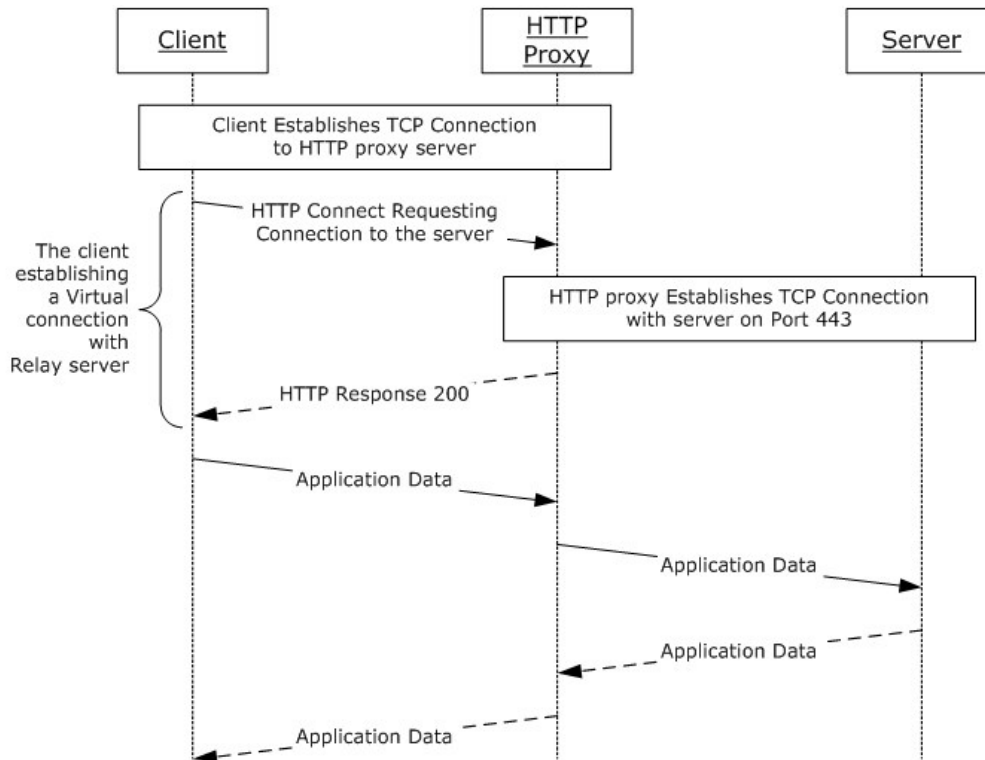 Client
HTTP
Proxy
Server
Client Establishes TCP Connection
to HTTP proxy server
HTTP Connect Requesting
Connection to the server
The client
establishing
a Virtual
connection
with
Relay server
HTTP proxy Establishes TCP Connection
with server on Port 443
HTTP Response 200
Application Data
Application Data
Application Data
Application Data